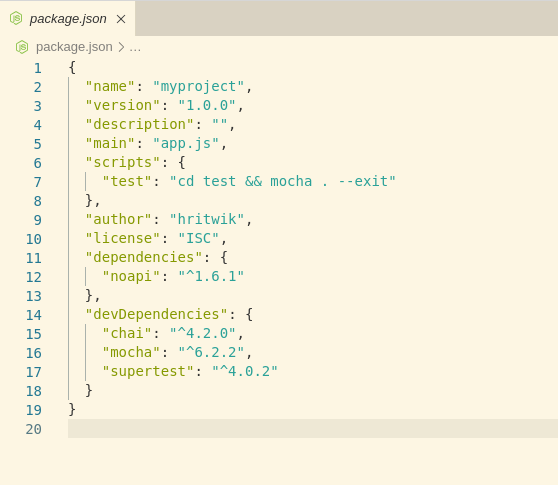 package.json ×
package.json > ...
1 {
2   "name": "myproject",
3   "version": "1.0.0",
4   "description": "",
5   "main": "app.js",
6   "scripts": {
7     "test": "cd test && mocha . --exit"
8   },
9   "author": "hritwik",
10   "license": "ISC",
11   "dependencies": {
12     "noapi": "^1.6.1"
13   },
14   "devDependencies": {
15     "chai": "^4.2.0",
16     "mocha": "^6.2.2",
17     "supertest": "^4.0.2"
18   }
19 }
20